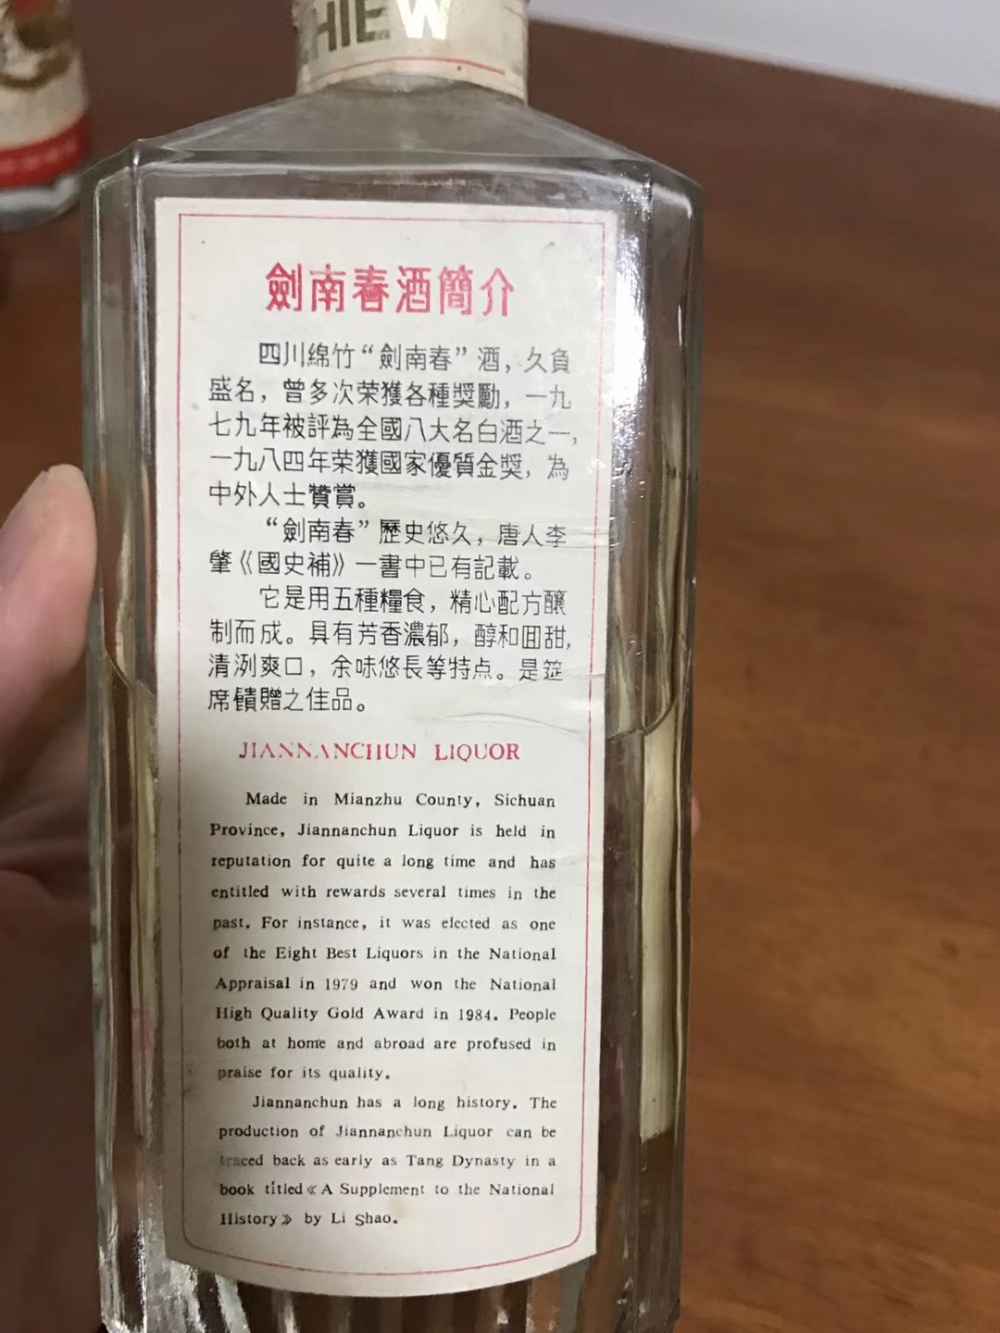 HIEW
劍南春酒簡介
四川綿竹“劍南春”酒，久負
盛名，曾多次荣獲各種獎勵，一九
七九年被評為全國八大名白酒之一，
一九八四年荣獲國家優質金獎，為
中外人士贊賞。
“劍南春”歷史悠久，唐人李
肇《國史補》一書中已有記載。
它是用五種糧食，精心配方釀
制而成。具有芳香濃郁，醇和囬甜，
清洌爽口，余味悠長等特点。是筵
席饋贈之佳品。
JIANNANCHUN LIQUOR
Made in Mianzhu County, Sichuan
Province, Jiannanchun Liquor is held in
reputation for quite a long time and has
entitled with rewards several times in the
past. For instance, it was elected as one
of the Eight Best Liquors in the National
Appraisal in 1979 and won the National
High Quality Gold Award in 1984. People
both at home and abroad are profused in
praise for its quality.
Jiannanchun has a long history. The
production of Jiannanchun Liquor can be
traced back as early as Tang Dynasty in a
book titled《A Supplement to the National
History》 by Li Shao.